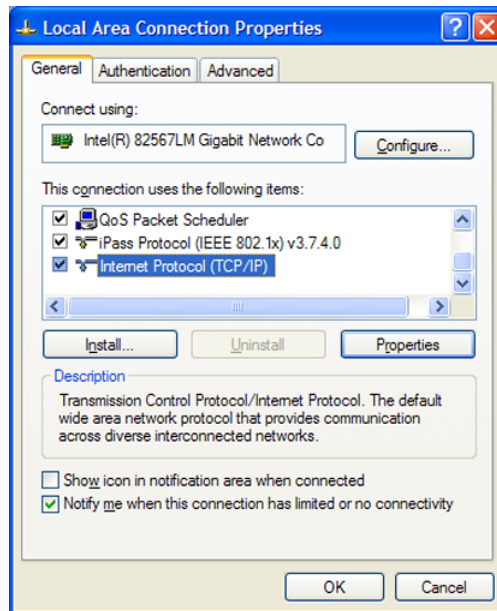 Local Area Connection Properties
General Authentication Advanced
Connect using:
Intel(R) 82567LM Gigabit Network Co
Configure...
This connection uses the following items:
QoS Packet Scheduler
iPass Protocol (IEEE 802.1x) v3.7.4.0
Internet Protocol (TCP/IP)
Install... Uninstall Properties
Description
Transmission Control Protocol/Internet Protocol. The default
wide area network protocol that provides communication
across diverse interconnected networks.
Show icon in notification area when connected
Notify me when this connection has limited or no connectivity
OK Cancel